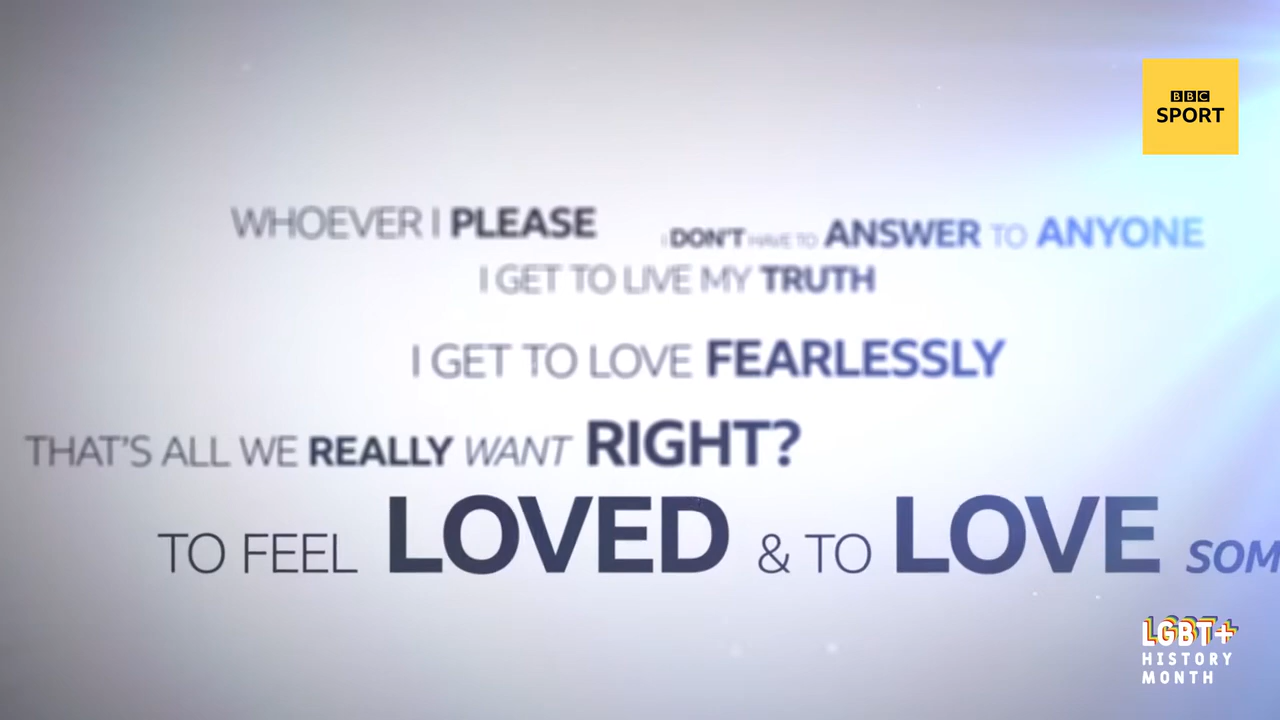 BBC
SPORT
WHOEVER I PLEASE
I DON'T HAVE TO ANSWER TO ANYONE
I GET TO LIVE MY TRUTH
I GET TO LOVE FEARLESSLY
THAT'S ALL WE REALLY WANT RIGHT?
TO FEEL LOVED & TO LOVE SOM
LGBT+
HISTORY
MONTH